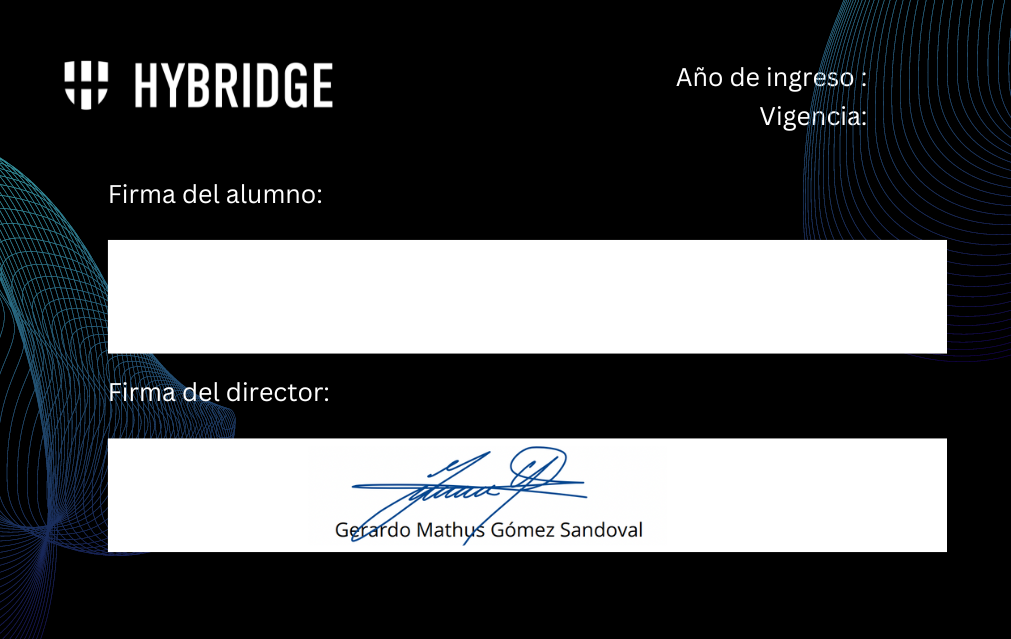 HYBRIDGE
Año de ingreso :
Vigencia:
Firma del alumno:
Firma del director:
Gerardo Mathus Gómez Sandoval